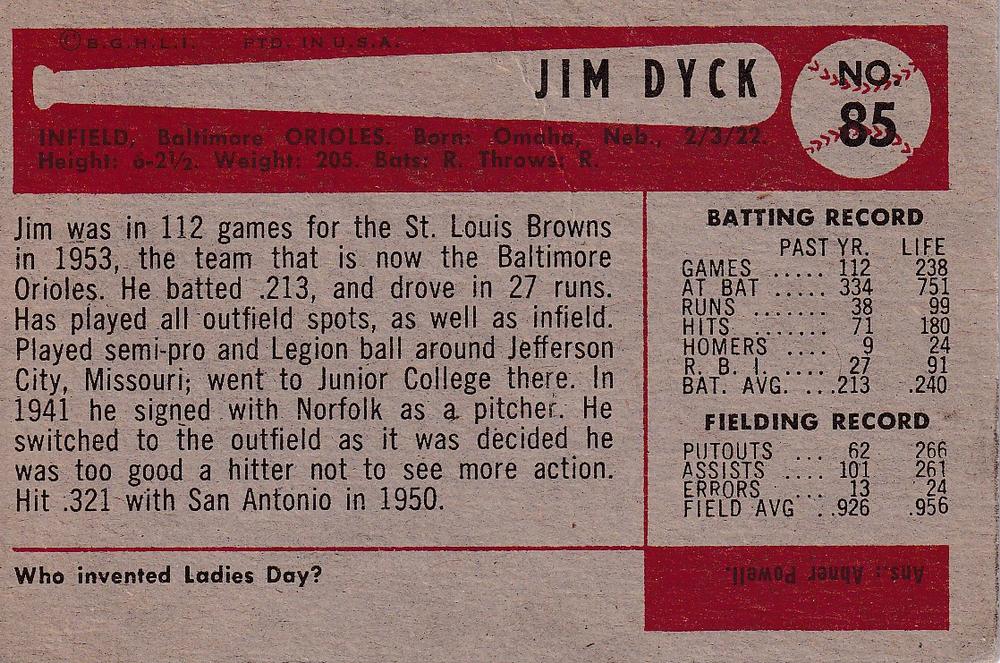 © B.G.H.L.I. PTD. IN U.S.A.
JIM DYCK
NO. 85
INFIELD, Baltimore ORIOLES. Born: Omaha, Neb., 2/3/22.
Height: 6-2½. Weight: 205. Bats: R. Throws: R.
Jim was in 112 games for the St. Louis Browns
in 1953, the team that is now the Baltimore
Orioles. He batted .213, and drove in 27 runs.
Has played all outfield spots, as well as infield.
Played semi-pro and Legion ball around Jefferson
City, Missouri; went to Junior College there. In
1941 he signed with Norfolk as a pitcher. He
switched to the outfield as it was decided he
was too good a hitter not to see more action.
Hit .321 with San Antonio in 1950.
BATTING RECORD
PAST YR. LIFE
GAMES ..... 112 238
AT BAT ..... 334 751
RUNS ...... 38 99
HITS ....... 71 180
HOMERS .... 9 24
R. B. I. .... 27 91
BAT. AVG. ...213 .240
FIELDING RECORD
PUTOUTS ... 62 266
ASSISTS .... 101 261
ERRORS .... 13 24
FIELD AVG . .926 .956
Who invented Ladies Day?
Ans.: Abner Powell.